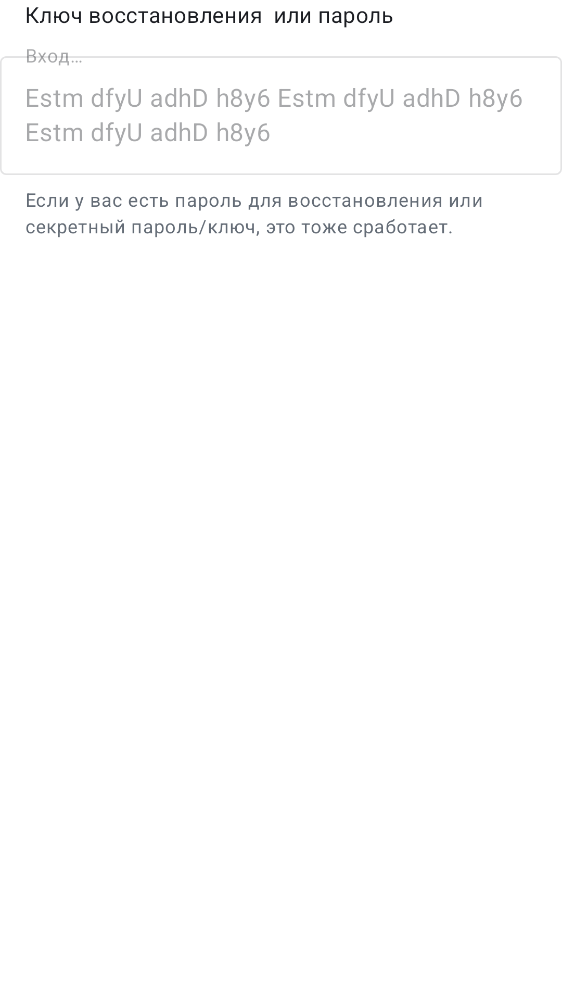 Ключ восстановления  или пароль
Вход…
Estm dfyU adhD h8y6 Estm dfyU adhD h8y6
Estm dfyU adhD h8y6
Если у вас есть пароль для восстановления или
секретный пароль/ключ, это тоже сработает.